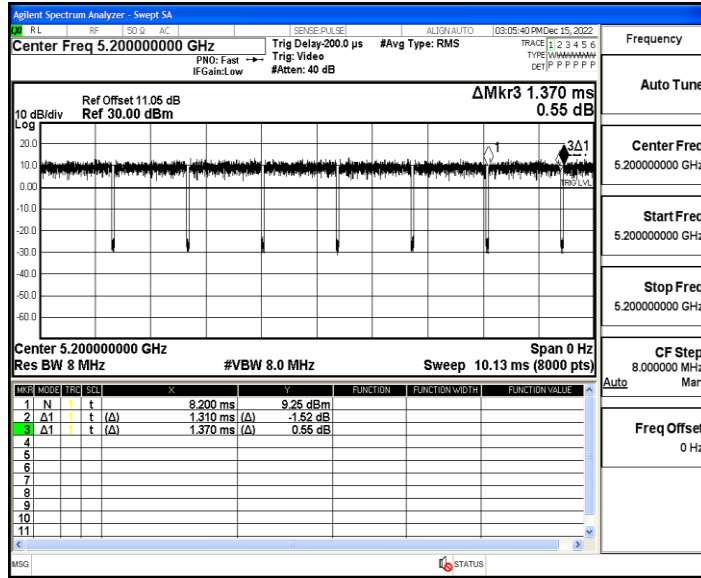 Agilent Spectrum Analyzer - Swept SA
RL RF 50 Ω AC SENSE:PULSE ALIGN AUTO 03:05:40 PM Dec 15, 2022
Center Freq 5.200000000 GHz
PNO: Fast
IFGain:Low
Trig Delay-200.0 µs
Trig: Video
#Atten: 40 dB
#Avg Type: RMS
TRACE 1 2 3 4 5 6
TYPE
DET P P P P P P
ΔMkr3 1.370 ms
0.55 dB
Ref Offset 11.05 dB
10 dB/div Ref 30.00 dBm
Log
20.0
10.0
0.00
-10.0
-20.0
-30.0
-40.0
-50.0
-60.0
1
3Δ1
TRIG LVL
Center 5.200000000 GHz Span 0 Hz
Res BW 8 MHz #VBW 8.0 MHz Sweep 10.13 ms (8000 pts)
MKR MODE TRC SCL X Y FUNCTION FUNCTION WIDTH FUNCTION VALUE
1 N 1 t 8.200 ms 9.25 dBm
2 Δ1 1 t (Δ) 1.310 ms (Δ) -1.52 dB
3 Δ1 1 t (Δ) 1.370 ms (Δ) 0.55 dB
4
5
6
7
8
9
10
11
MSG STATUS
Frequency
Auto Tune
Center Freq
5.200000000 GHz
Start Freq
5.200000000 GHz
Stop Freq
5.200000000 GHz
CF Step
8.000000 MHz
Auto Man
Freq Offset
0 Hz